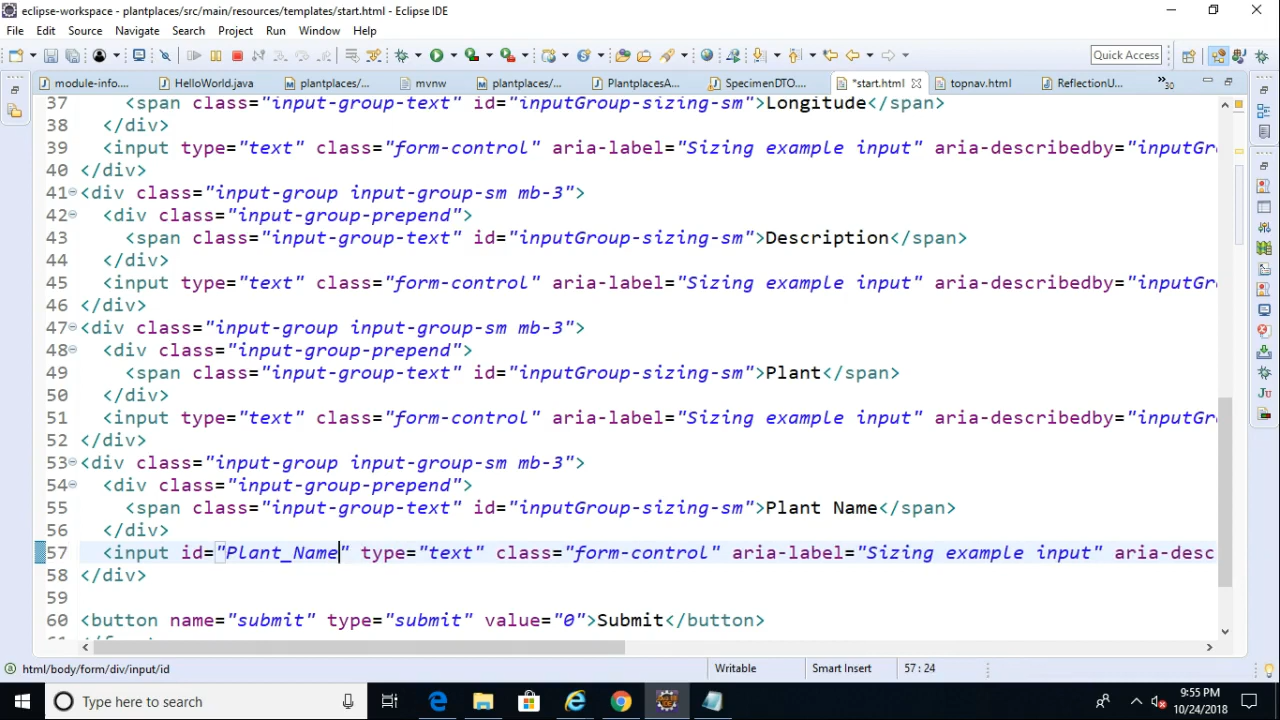 eclipse-workspace - plantplaces/src/main/resources/templates/start.html - Eclipse IDE
File Edit Source Navigate Search Project Run Window Help
Quick Access
module-info.... HelloWorld.java plantplaces/... mvnw plantplaces/... PlantplacesA... SpecimenDTO.... *start.html topnav.html ReflectionU... »30
37 <span class="input-group-text" id="inputGroup-sizing-sm">Longitude</span>
38 </div>
39 <input type="text" class="form-control" aria-label="Sizing example input" aria-describedby="inputGr
40 </div>
41 <div class="input-group input-group-sm mb-3">
42 <div class="input-group-prepend">
43 <span class="input-group-text" id="inputGroup-sizing-sm">Description</span>
44 </div>
45 <input type="text" class="form-control" aria-label="Sizing example input" aria-describedby="inputGr
46 </div>
47 <div class="input-group input-group-sm mb-3">
48 <div class="input-group-prepend">
49 <span class="input-group-text" id="inputGroup-sizing-sm">Plant</span>
50 </div>
51 <input type="text" class="form-control" aria-label="Sizing example input" aria-describedby="inputGr
52 </div>
53 <div class="input-group input-group-sm mb-3">
54 <div class="input-group-prepend">
55 <span class="input-group-text" id="inputGroup-sizing-sm">Plant Name</span>
56 </div>
57 <input id="Plant_Name" type="text" class="form-control" aria-label="Sizing example input" aria-desc
58 </div>
59
60 <button name="submit" type="submit" value="0">Submit</button>
html/body/form/div/input/id Writable Smart Insert 57 : 24
Type here to search
9:55 PM
10/24/2018